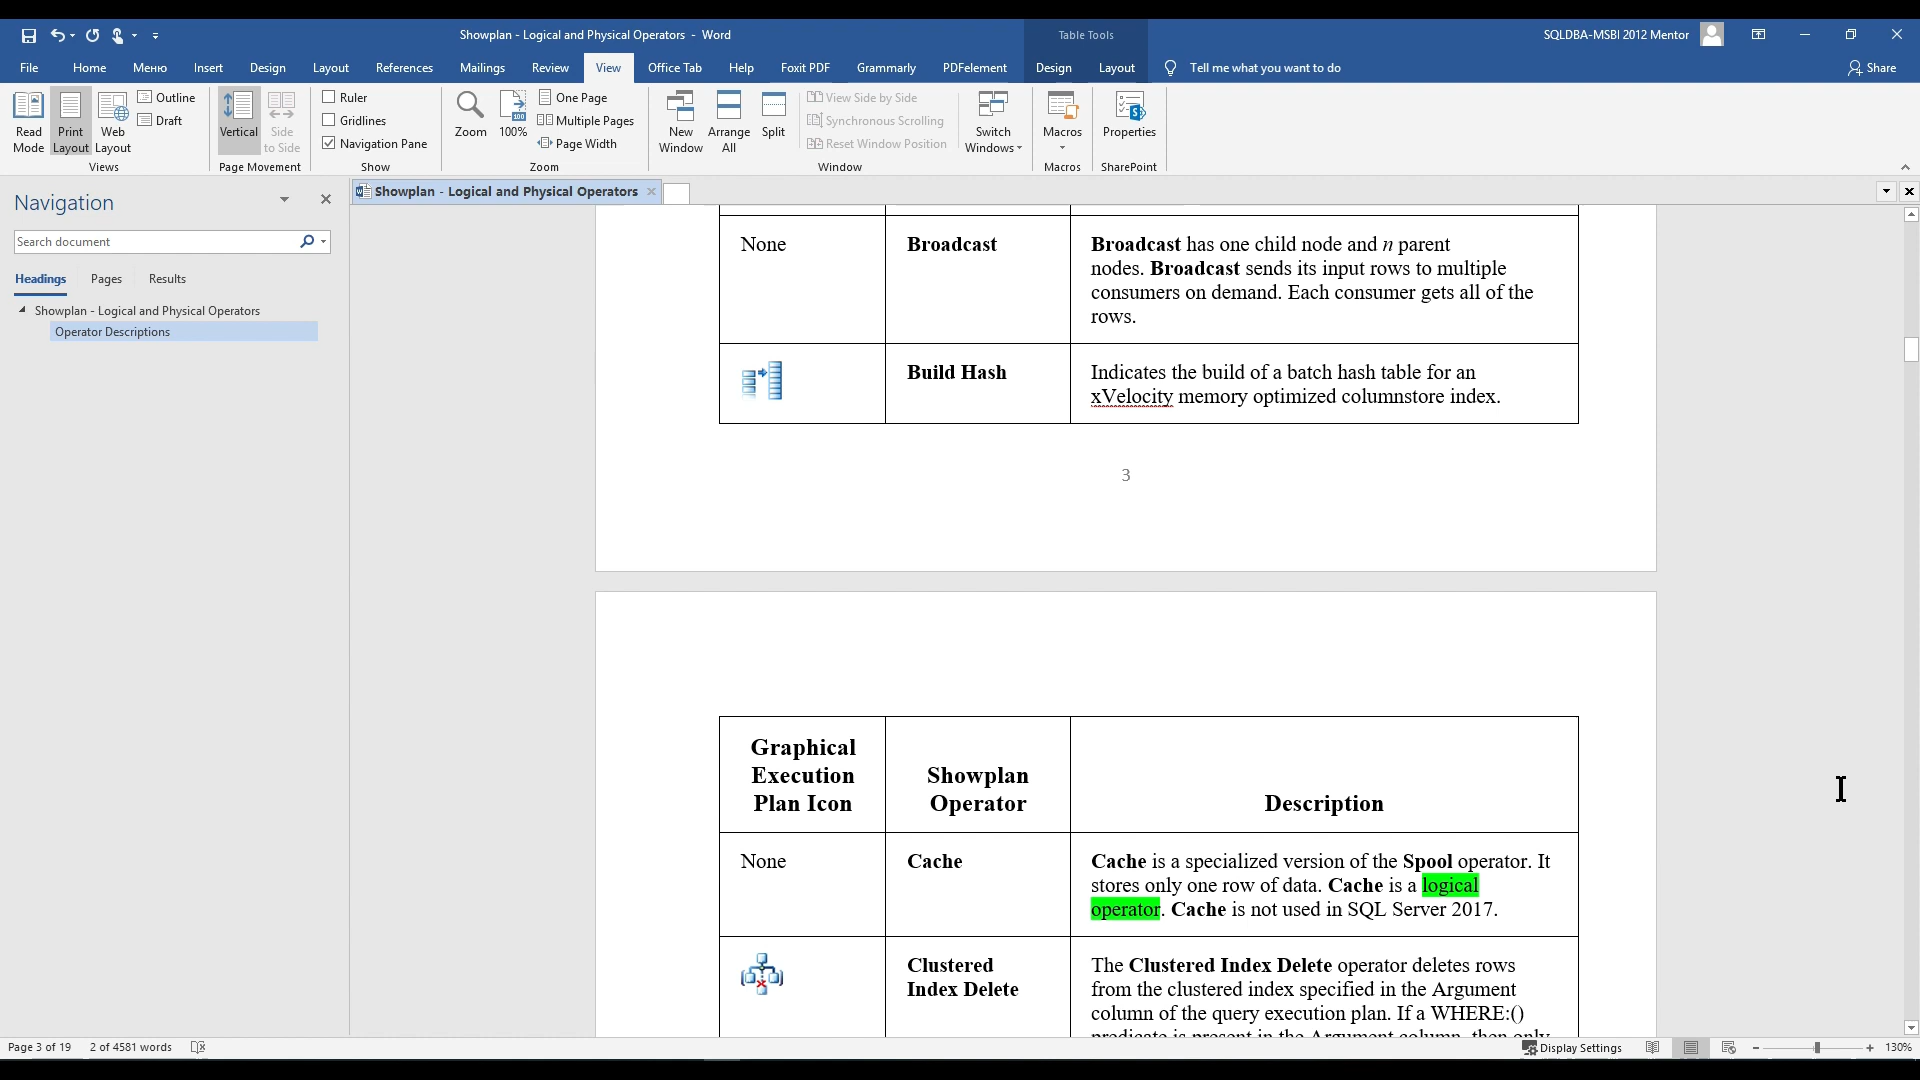 Showplan - Logical and Physical Operators - Word
Table Tools
SQLDBA-MSBI 2012 Mentor
File Home Меню Insert Design Layout References Mailings Review View Office Tab Help Foxit PDF Grammarly PDFelement Design Layout Tell me what you want to do Share
Read Mode
Print Layout
Web Layout
Outline
Draft
Views
Vertical
Side to Side
Page Movement
Ruler
Gridlines
Navigation Pane
Show
Zoom
100
100%
One Page
Multiple Pages
Page Width
Zoom
New Window
Arrange All
Split
View Side by Side
Synchronous Scrolling
Reset Window Position
Switch Windows
Window
Macros
Macros
Properties
SharePoint
Navigation
Search document
Headings Pages Results
Showplan - Logical and Physical Operators
Operator Descriptions
Showplan - Logical and Physical Operators
None
Broadcast
Broadcast has one child node and n parent
nodes. Broadcast sends its input rows to multiple
consumers on demand. Each consumer gets all of the
rows.
Build Hash
Indicates the build of a batch hash table for an
xVelocity memory optimized columnstore index.
3
Graphical
Execution
Plan Icon
Showplan
Operator
Description
None
Cache
Cache is a specialized version of the Spool operator. It
stores only one row of data. Cache is a logical
operator. Cache is not used in SQL Server 2017.
Clustered
Index Delete
The Clustered Index Delete operator deletes rows
from the clustered index specified in the Argument
column of the query execution plan. If a WHERE:()
predicate is present in the Argument column, then only
Page 3 of 19 2 of 4581 words
Display Settings
130%